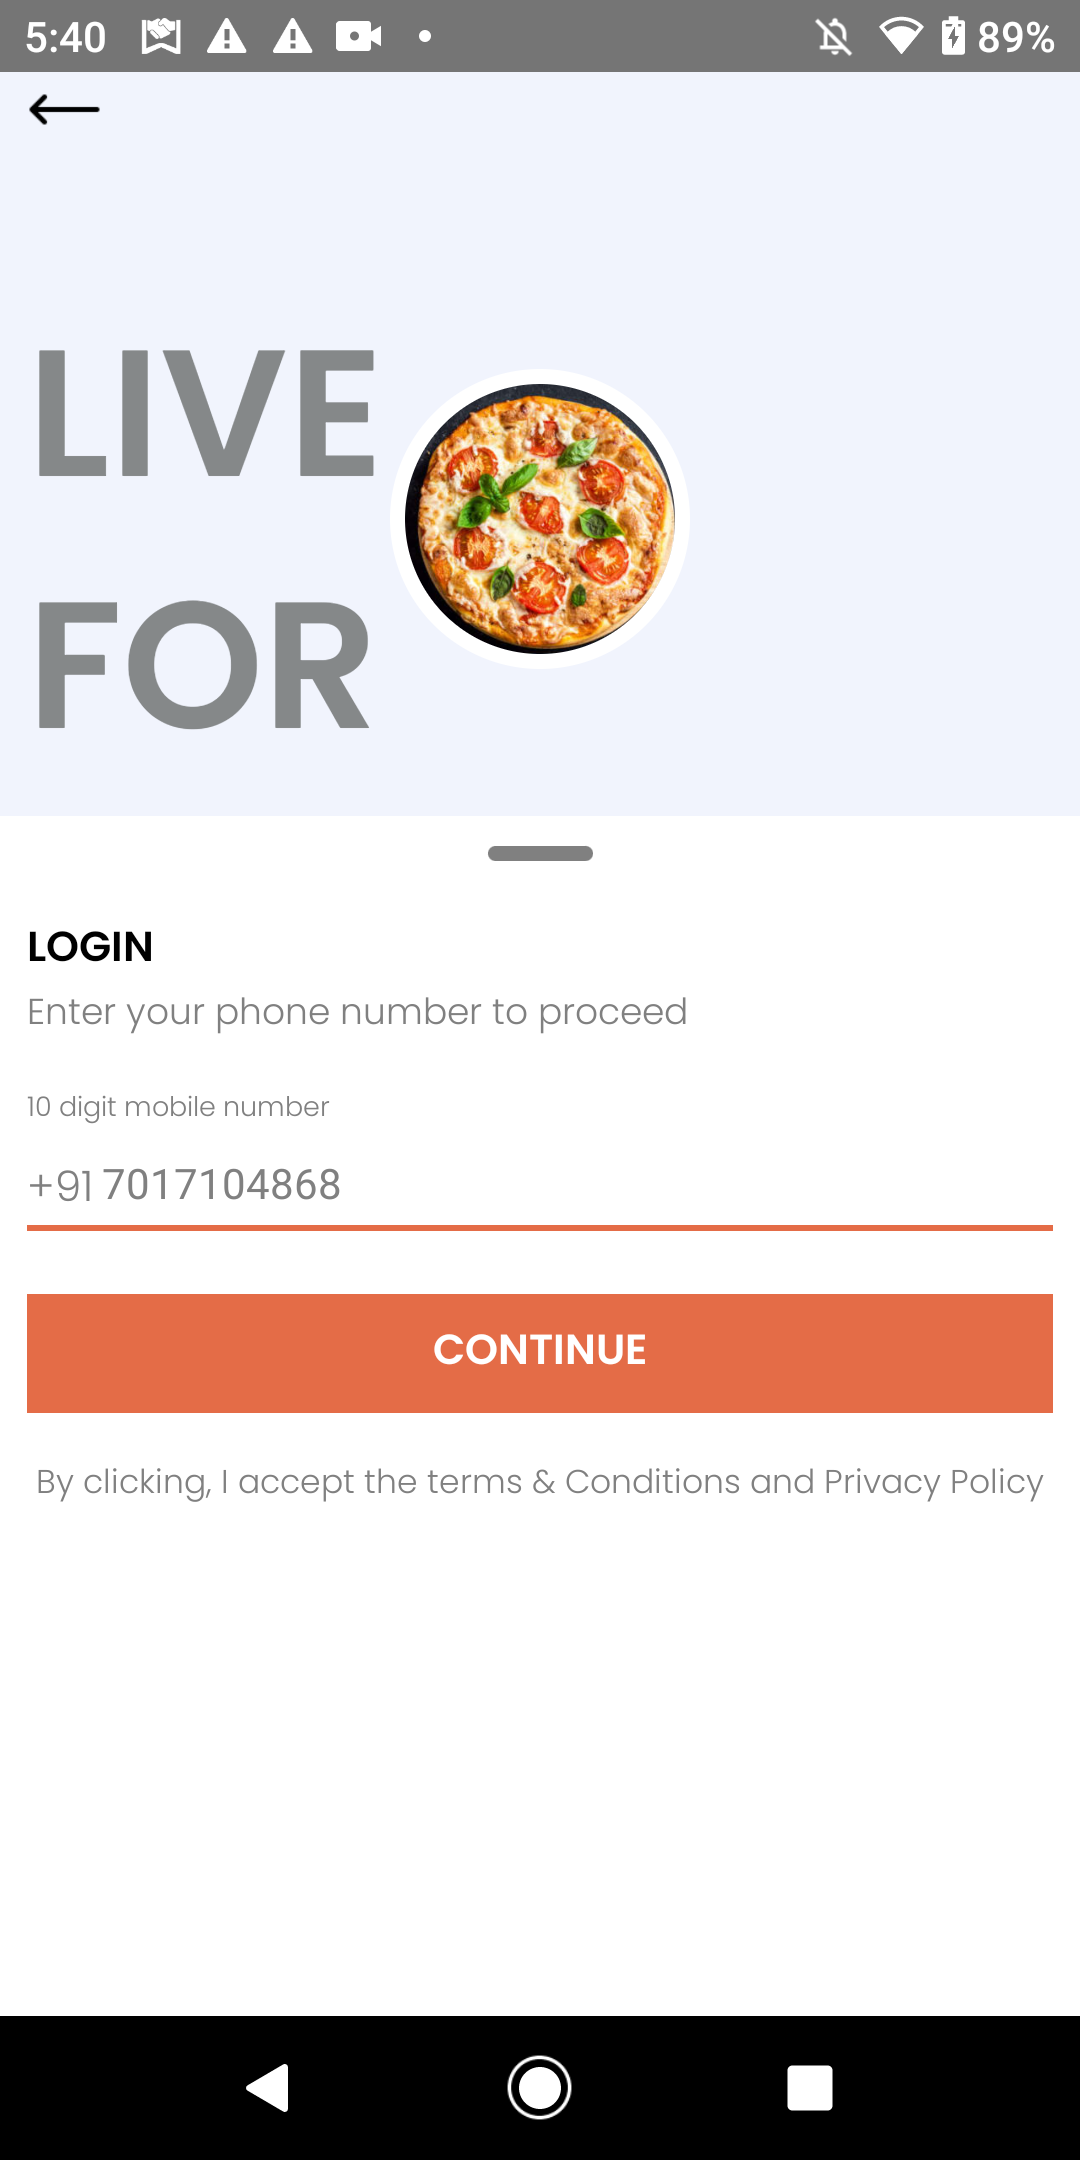 5:40
89%
LIVE
FOR
LOGIN
Enter your phone number to proceed
10 digit mobile number
+91 7017104868
CONTINUE
By clicking, I accept the terms & Conditions and Privacy Policy